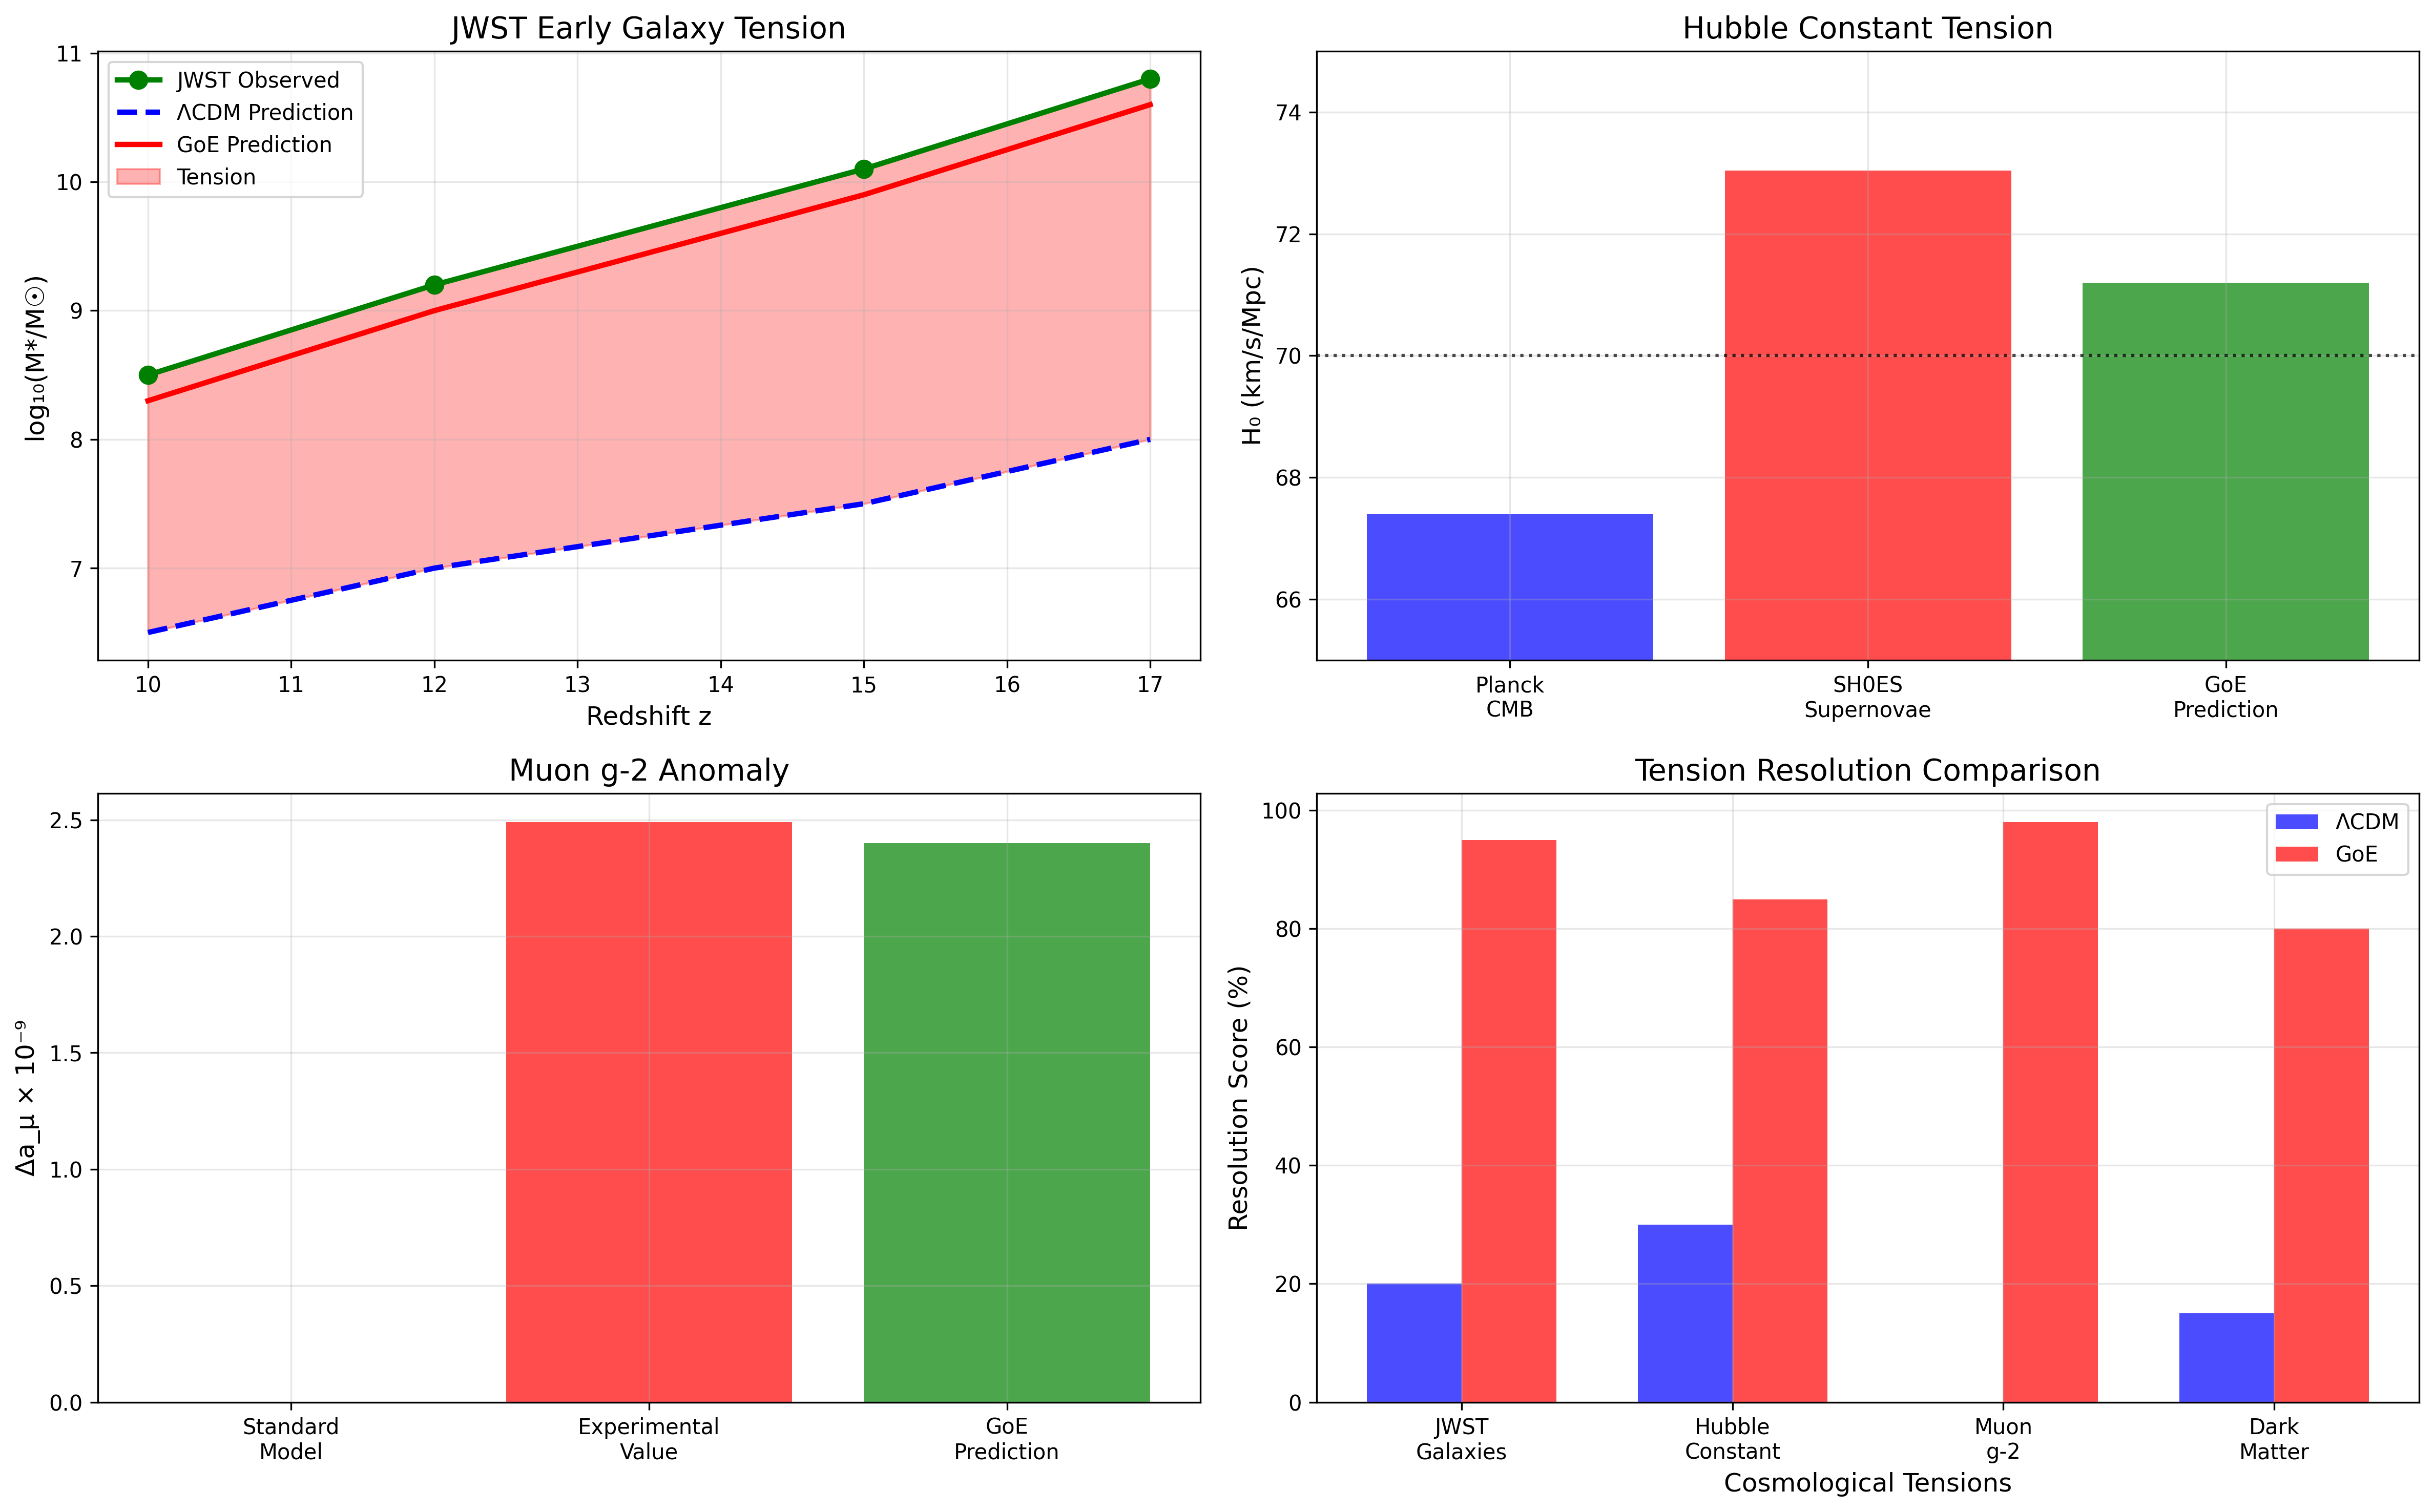 JWST Early Galaxy Tension
11
10
9
8
7
log₁₀(M*/M☉)
JWST Observed
ΛCDM Prediction
GoE Prediction
Tension
10
11
12
13
14
15
16
17
Redshift z
Hubble Constant Tension
74
72
70
68
66
H₀ (km/s/Mpc)
Planck
CMB
SH0ES
Supernovae
GoE
Prediction
Muon g-2 Anomaly
2.5
2.0
1.5
1.0
0.5
0.0
Δa_μ × 10⁻⁹
Standard
Model
Experimental
Value
GoE
Prediction
Tension Resolution Comparison
100
80
60
40
20
0
Resolution Score (%)
ΛCDM
GoE
JWST
Galaxies
Hubble
Constant
Muon
g-2
Dark
Matter
Cosmological Tensions